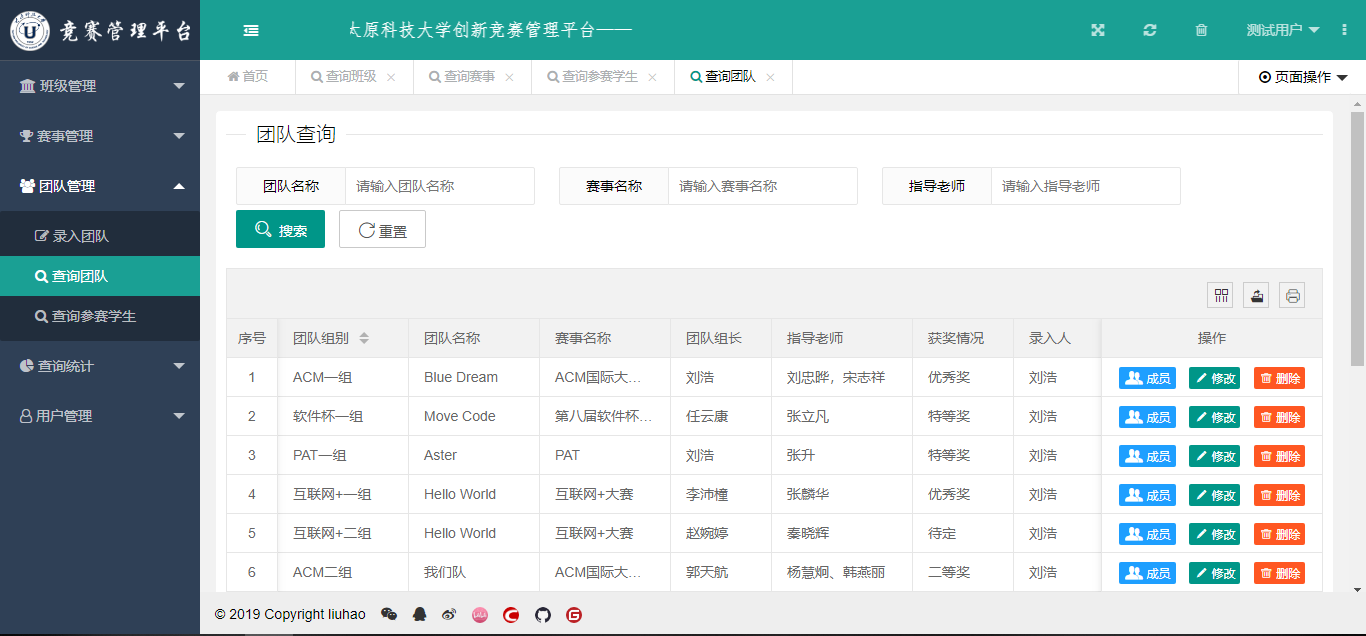 竞赛管理平台
太原科技大学创新竞赛管理平台——
测试用户
首页 查询班级 查询赛事 查询参赛学生 查询团队 页面操作
班级管理
赛事管理
团队管理
录入团队
查询团队
查询参赛学生
查询统计
用户管理
团队查询
团队名称 请输入团队名称 赛事名称 请输入赛事名称 指导老师 请输入指导老师
搜索 重置
序号 团队组别 团队名称 赛事名称 团队组长 指导老师 获奖情况 录入人 操作
1 ACM一组 Blue Dream ACM国际大... 刘浩 刘忠晔，宋志祥 优秀奖 刘浩 成员 修改 删除
2 软件杯一组 Move Code 第八届软件杯... 任云康 张立凡 特等奖 刘浩 成员 修改 删除
3 PAT一组 Aster PAT 刘浩 张升 特等奖 刘浩 成员 修改 删除
4 互联网+一组 Hello World 互联网+大赛 李沛橦 张麟华 优秀奖 刘浩 成员 修改 删除
5 互联网+二组 Hello World 互联网+大赛 赵婉婷 秦晓辉 待定 刘浩 成员 修改 删除
6 ACM二组 我们队 ACM国际大... 郭天航 杨慧炯、韩燕丽 二等奖 刘浩 成员 修改 删除
© 2019 Copyright liuhao